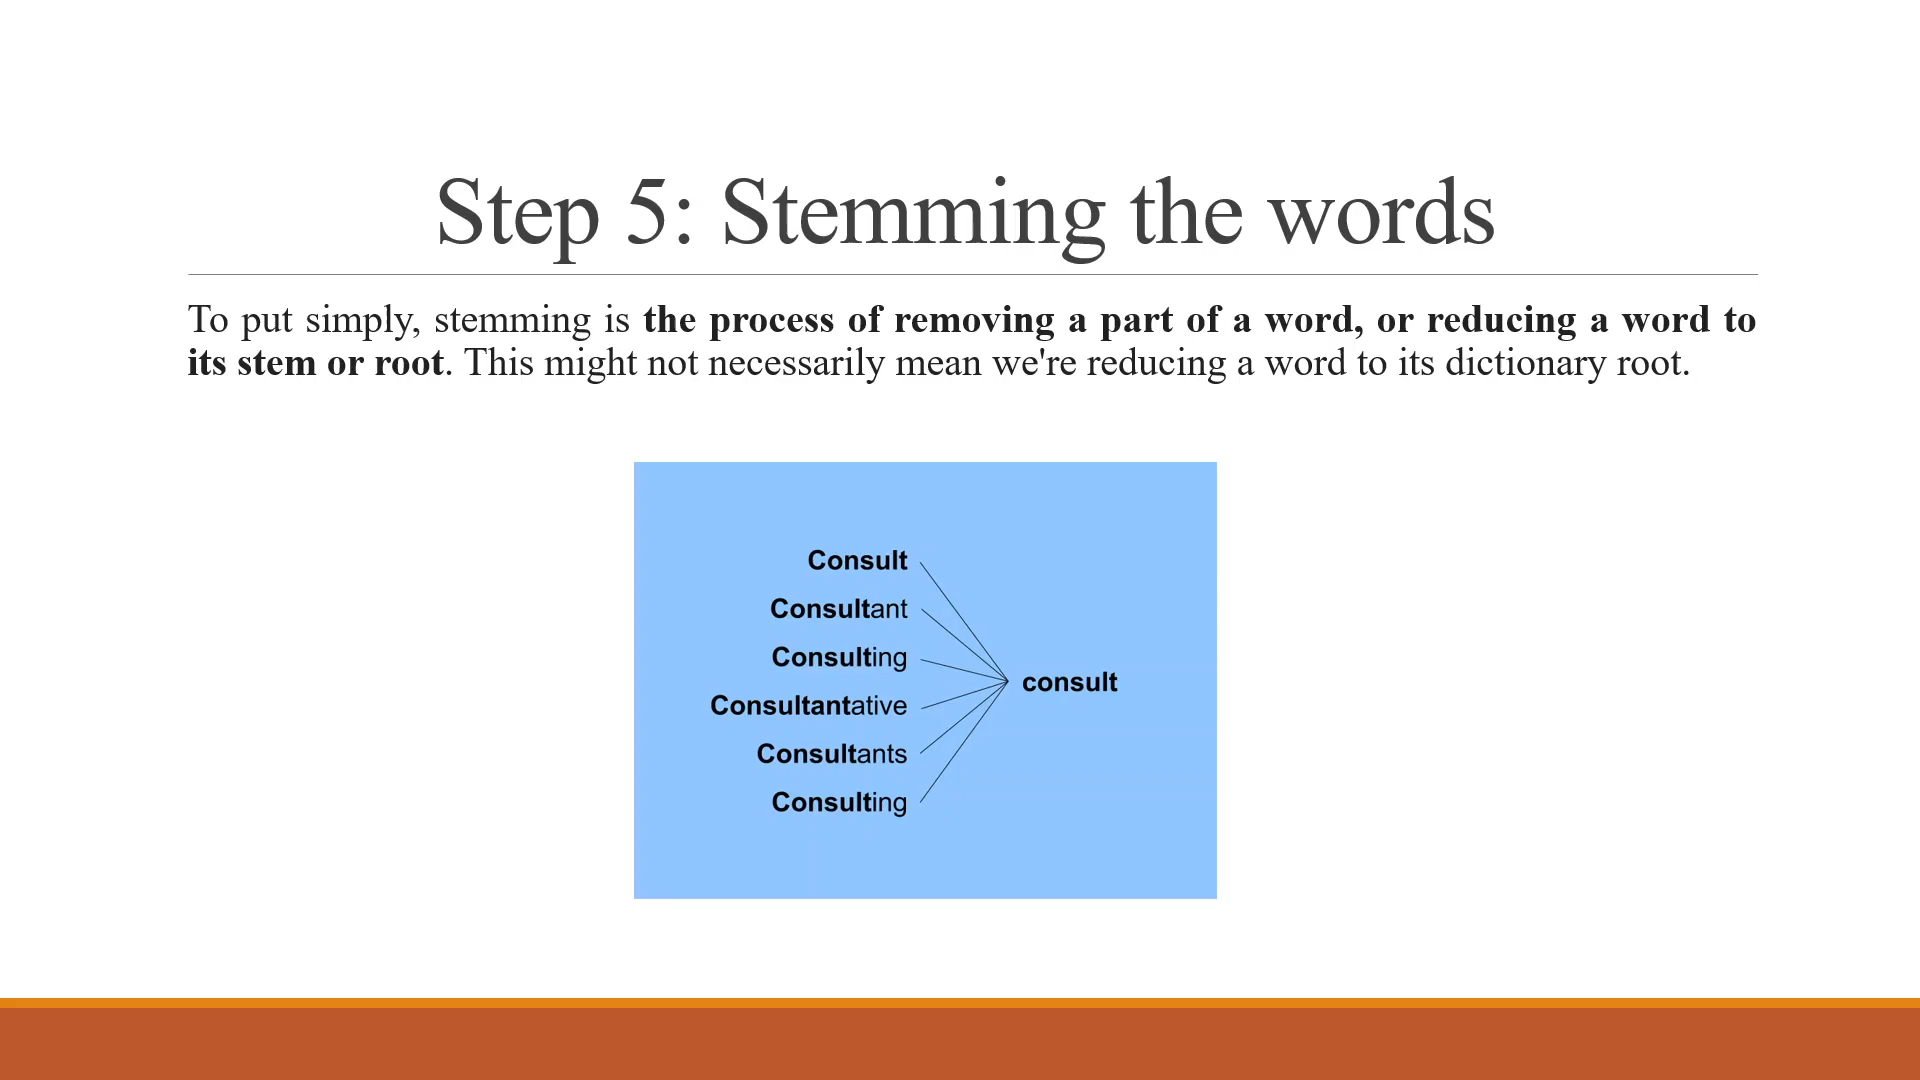 Step 5: Stemming the words
To put simply, stemming is the process of removing a part of a word, or reducing a word to
its stem or root. This might not necessarily mean we're reducing a word to its dictionary root.
Consult
Consultant
Consulting
Consultantative
Consultants
Consulting
consult